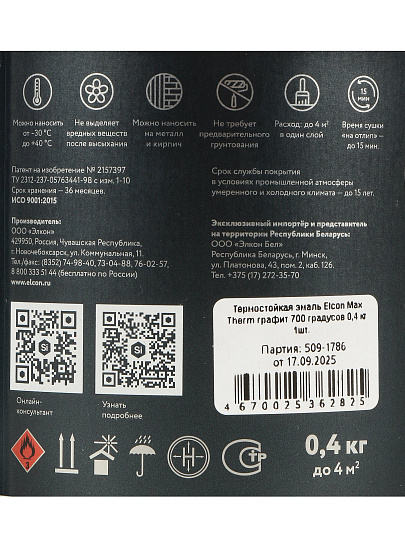 Можно наносить
от -30 °C
до +40 °C
Не выделяет
вредных веществ
после высыхания
Можно наносить
на металл
и кирпич
Не требует
предварительного
грунтования
Расход: до 4 м²
в один слой
15
мин
Время сушки
«на отлип» —
до 15 мин.
Патент на изобретение № 2157397
ТУ 2312-237-05763441-98 с изм. 1-10
Срок хранения — 36 месяцев.
ИСО 9001:2015
Производитель:
ООО «Элкон»
429950, Россия, Чувашская Республика,
г. Новочебоксарск, ул. Коммунальная, 11.
Тел./факс: (8352) 74-98-40, 73-04-88, 76-02-57,
8 800 333 51 44 (бесплатно по России)
www.elcon.ru
Срок службы покрытия
в условиях промышленной атмосферы
умеренного и холодного климата — до 15 лет.
Эксклюзивный импортёр и представитель
на территории Республики Беларусь:
ООО «Элкон Бел»
Республика Беларусь, г. Минск,
ул. Платонова, 43, пом. 2, каб. 126.
Тел. +375 (17) 272-35-70
Si
Онлайн-
консультант
Si
Узнать
подробнее
Термостойкая эмаль Elcon Max
Therm графит 700 градусов 0,4 кг
1шт.
Партия: 509-1786
от 17.09.2025
4 670025 362825
3
Н
Стр
0,4 кг
до 4 м²